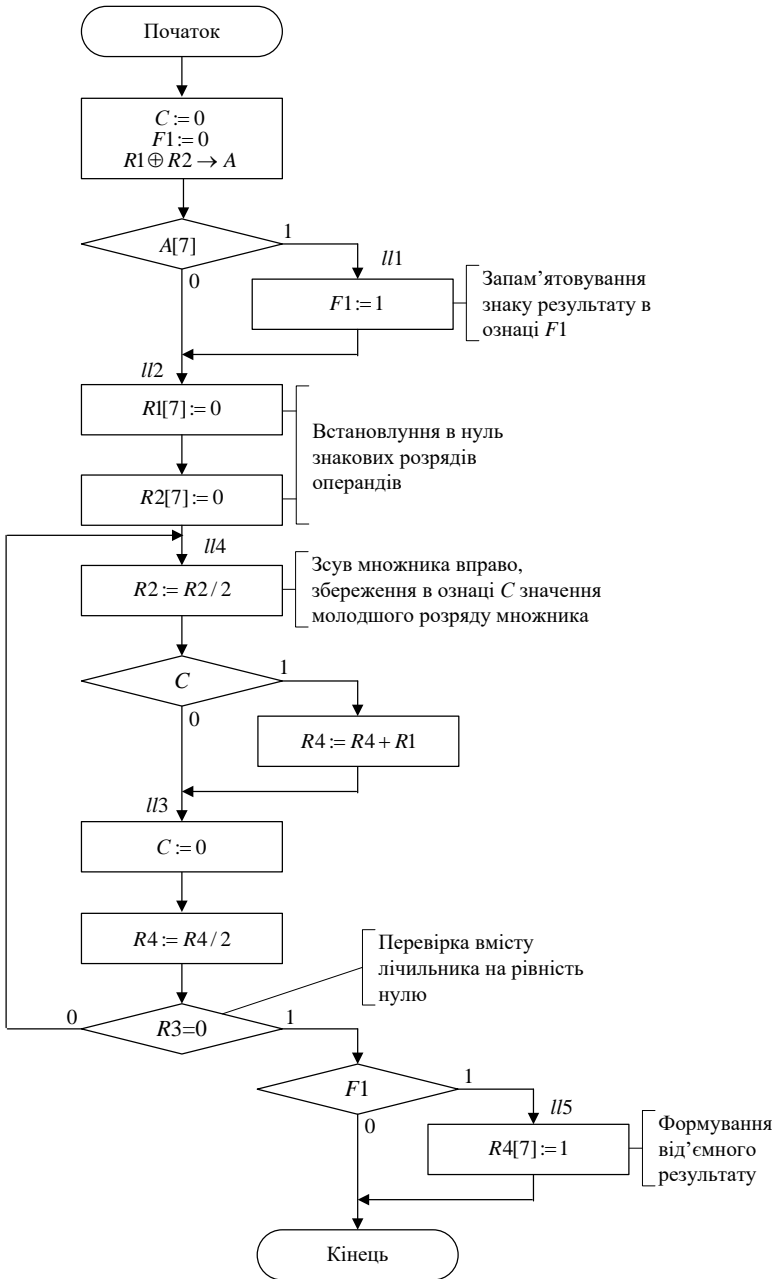 Початок
C := 0
F1:= 0
R1 ⊕ R2 → A
A[7]
1
0
ll1
F1:= 1
Запам’ятовування
знаку результату в
ознаці F1
ll2
R1[7]:= 0
R2[7]:= 0
Встановлуння в нуль
знакових розрядів
операндів
ll4
R2 := R2 / 2
Зсув множника вправо,
збереження в ознаці C значення
молодшого розряду множника
C
1
0
R4 := R4 + R1
ll3
C := 0
R4 := R4 / 2
Перевірка вмісту
лічильника на рівність
нулю
0
R3=0
1
F1
1
0
ll5
R4[7]:= 1
Формування
від’ємного
результату
Кінець